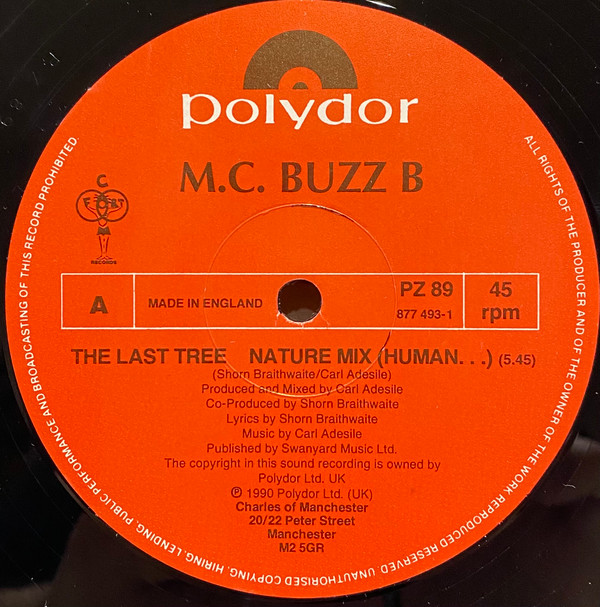 polydor
M.C. BUZZ B
C
RECORDS
A
MADE IN ENGLAND
PZ 89
877 493-1
45
rpm
THE LAST TREE NATURE MIX (HUMAN. . .) (5.45)
(Shorn Braithwaite/Carl Adesile)
Produced and Mixed by Carl Adesile
Co-Produced by Shorn Braithwaite
Lyrics by Shorn Braithwaite
Music by Carl Adesile
Published by Swanyard Music Ltd.
The copyright in this sound recording is owned by
Polydor Ltd. UK
℗ 1990 Polydor Ltd. (UK)
Charles of Manchester
20/22 Peter Street
Manchester
M2 5GR
ALL RIGHTS OF THE PRODUCER AND OF THE OWNER OF THE WORK REPRODUCED RESERVED. UNAUTHORISED COPYING, HIRING, LENDING, PUBLIC PERFORMANCE AND BROADCASTING OF THIS RECORD PROHIBITED.